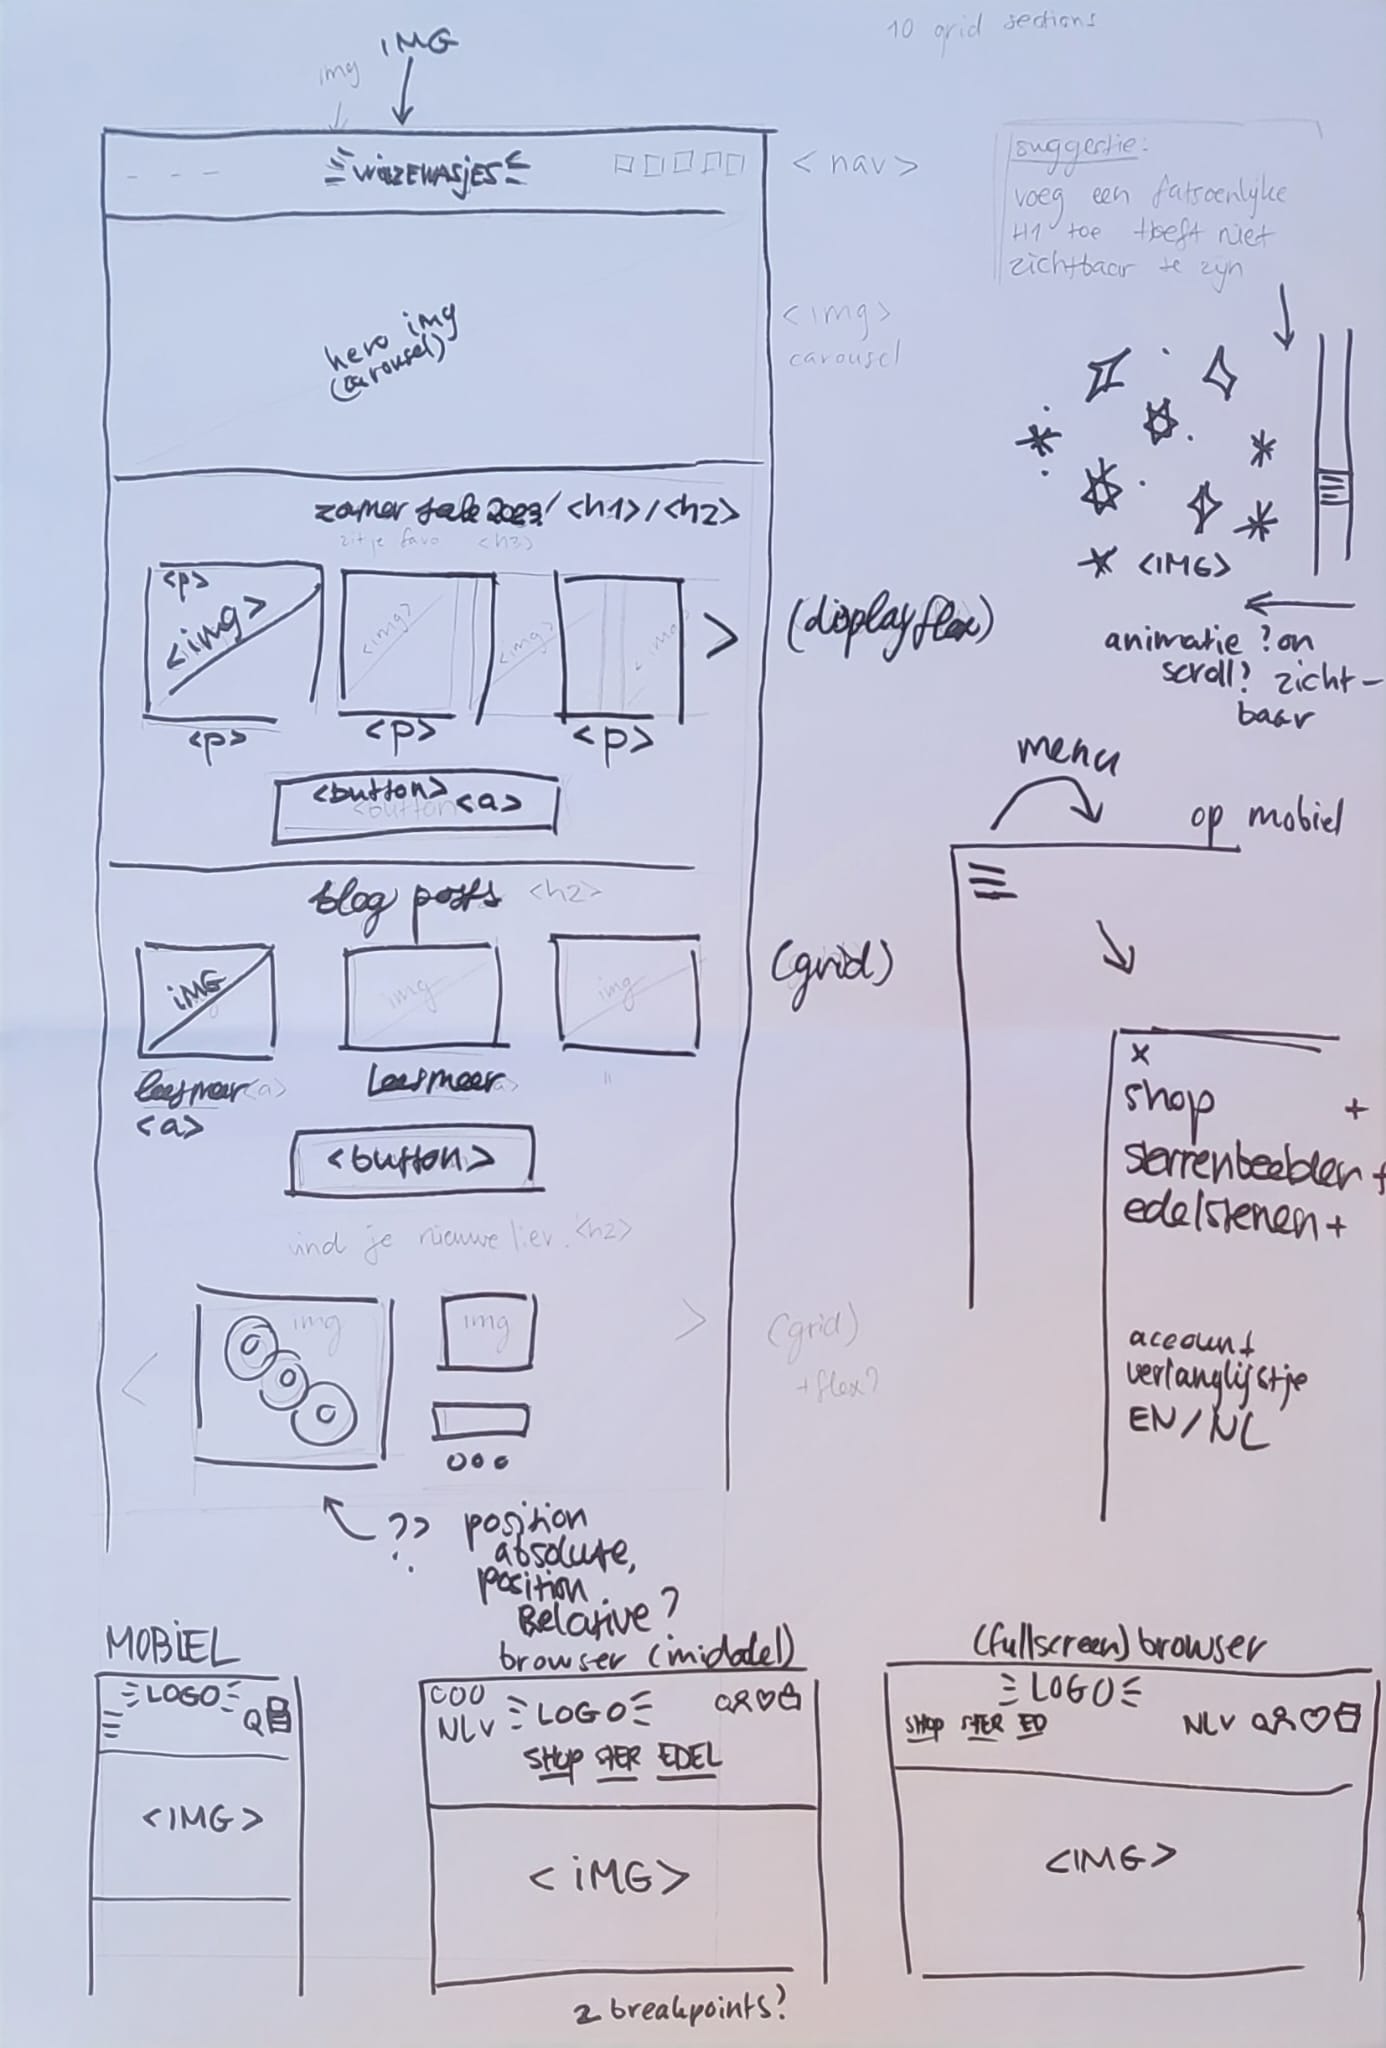 10 grid sections
IMG
img
<nav>
suggestie:
voeg een fatsoenlijke
H1 toe hoeft niet
zichtbaar te zijn
hero img
(carousel)
<img>
carousel
zomer sale 2023/<h1>/<h2>
zit je favo <h3>
<p>
<img>
<img>
<img>
<img>
>
(display flex)
<p>
<p>
<p>
<button> <a>
<button
<IMG>
animatie ? on
scroll? zicht-
baar
menu
op mobiel
blog posts <h2>
IMG
img
img
(grid)
leesmeer <a>
<a>
Leesmeer a>
"
<button>
x
shop +
sterrenbeelden +
edelstenen +
account
verlanglijstje
EN/NL
vind je nieuwe liev. <h2>
<
img
img
>
(grid)
+flex?
??
position
absolute,
position
Relative?
MOBIEL
LOGO
<IMG>
browser (middel)
NL v
LOGO
SHOP STER EDEL
<IMG>
2 breakpoints?
(fullscreen) browser
LOGO
SHOP STER ED
NL v
<IMG>